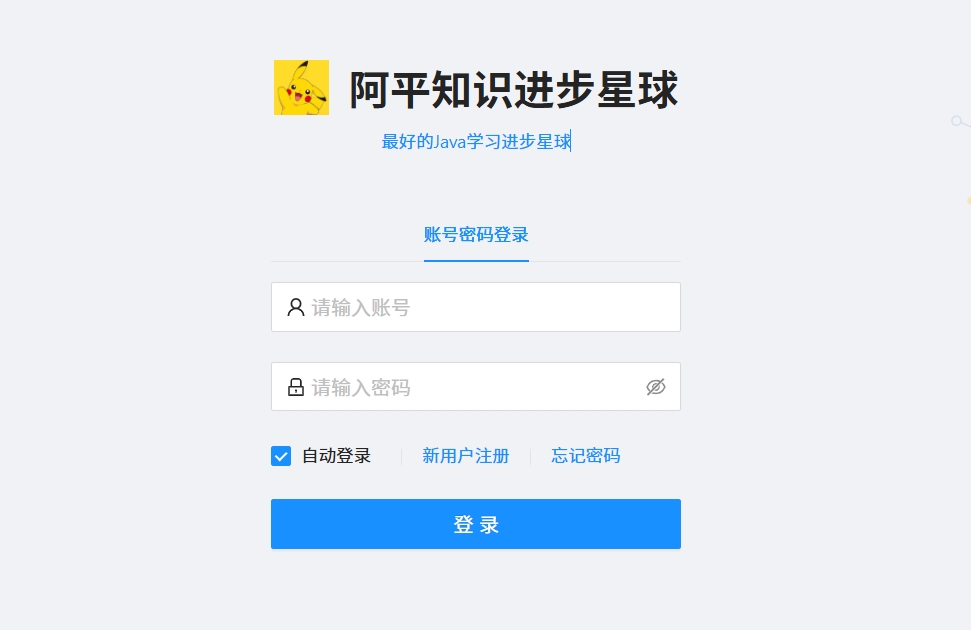 阿平知识进步星球
最好的Java学习进步星球
账号密码登录
请输入账号
请输入密码
自动登录 新用户注册 忘记密码
登 录